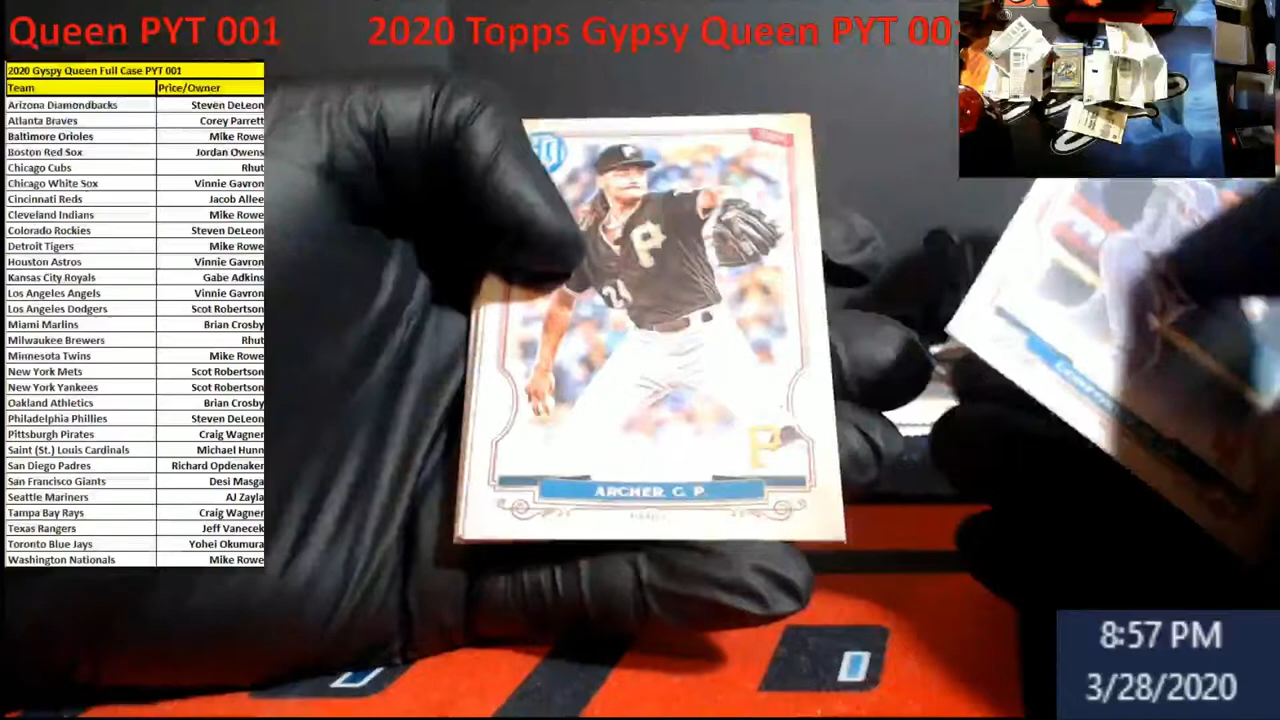 Queen PYT 001
2020 Topps Gypsy Queen PYT 00
2020 Gyspy Queen Full Case PYT 001
Team Price/Owner
Arizona Diamondbacks Steven DeLeon
Atlanta Braves Corey Parrett
Baltimore Orioles Mike Rowe
Boston Red Sox Jordan Owens
Chicago Cubs Rhut
Chicago White Sox Vinnie Gavron
Cincinnati Reds Jacob Allee
Cleveland Indians Mike Rowe
Colorado Rockies Steven DeLeon
Detroit Tigers Mike Rowe
Houston Astros Vinnie Gavron
Kansas City Royals Gabe Adkins
Los Angeles Angels Vinnie Gavron
Los Angeles Dodgers Scot Robertson
Miami Marlins Brian Crosby
Milwaukee Brewers Rhut
Minnesota Twins Mike Rowe
New York Mets Scot Robertson
New York Yankees Scot Robertson
Oakland Athletics Brian Crosby
Philadelphia Phillies Steven DeLeon
Pittsburgh Pirates Craig Wagner
Saint (St.) Louis Cardinals Michael Hunn
San Diego Padres Richard Opdenaker
San Francisco Giants Desi Masga
Seattle Mariners AJ Zayla
Tampa Bay Rays Craig Wagner
Texas Rangers Jeff Vanecek
Toronto Blue Jays Yohei Okumura
Washington Nationals Mike Rowe
P
P
24
P
ARCHER, C. P.
8:57 PM
3/28/2020